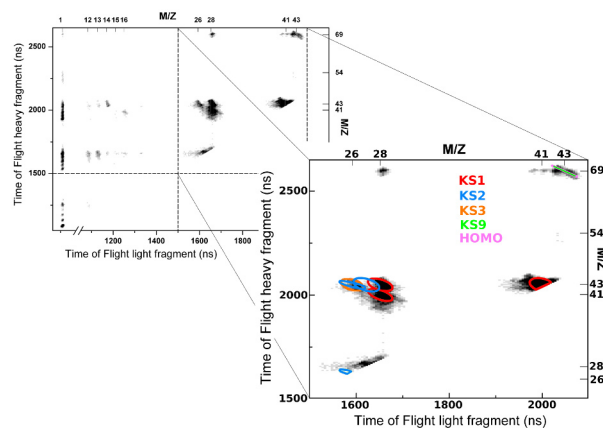 M/Z
1 12 13 14 15 16 26 28 41 43
2500
2000
1500
69
54
43
41
M/Z
Time of Flight heavy fragment (ns)
1200 1400 1600 1800
Time of Flight light fragment (ns)
M/Z
26 28 41 43
KS1
KS2
KS3
KS9
HOMO
2500
2000
1500
69
54
43
41
28
26
M/Z
Time of Flight heavy fragment (ns)
1600 1800 2000
Time of Flight light fragment (ns)